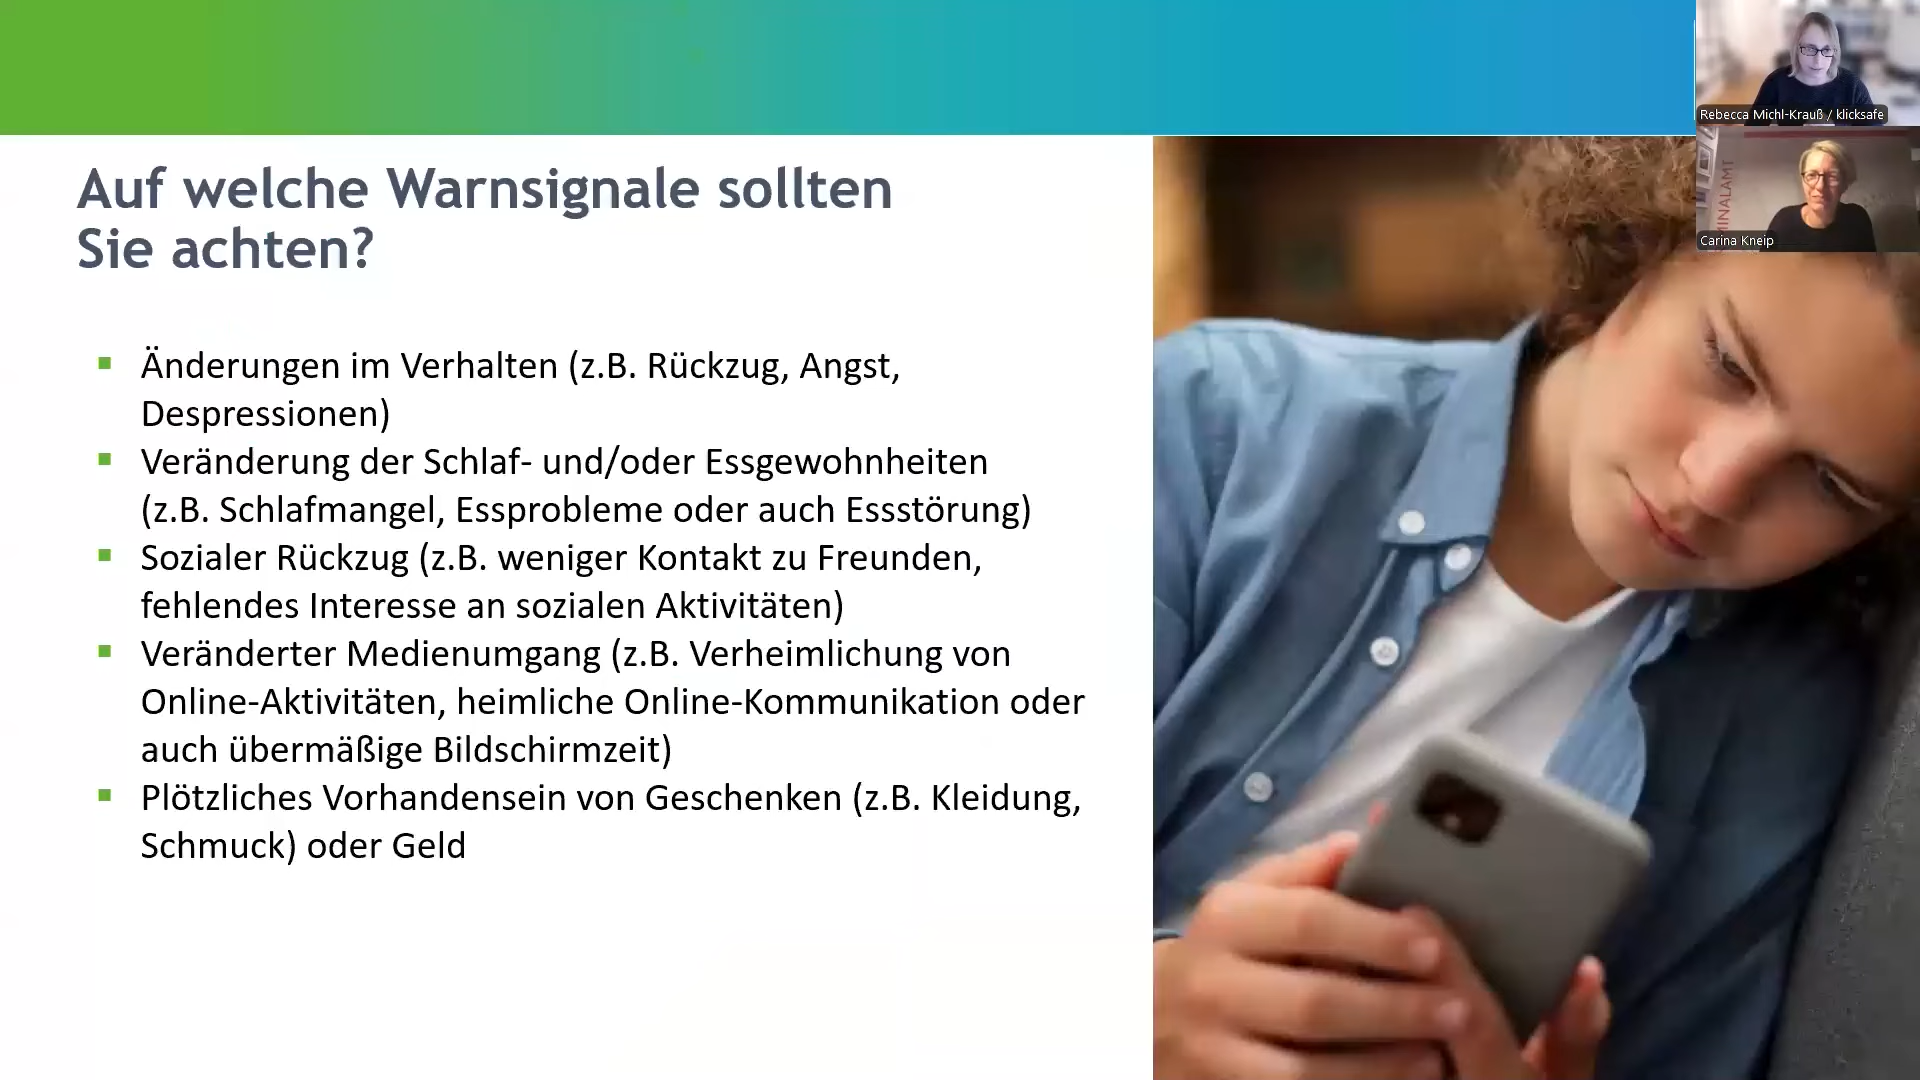 Auf welche Warnsignale sollten
Sie achten?
Änderungen im Verhalten (z.B. Rückzug, Angst,
Despressionen)
Veränderung der Schlaf- und/oder Essgewohnheiten
(z.B. Schlafmangel, Essprobleme oder auch Essstörung)
Sozialer Rückzug (z.B. weniger Kontakt zu Freunden,
fehlendes Interesse an sozialen Aktivitäten)
Veränderter Medienumgang (z.B. Verheimlichung von
Online-Aktivitäten, heimliche Online-Kommunikation oder
auch übermäßige Bildschirmzeit)
Plötzliches Vorhandensein von Geschenken (z.B. Kleidung,
Schmuck) oder Geld
Rebecca Michl-Krauß / klicksafe
MINALAMT
Carina Kneip